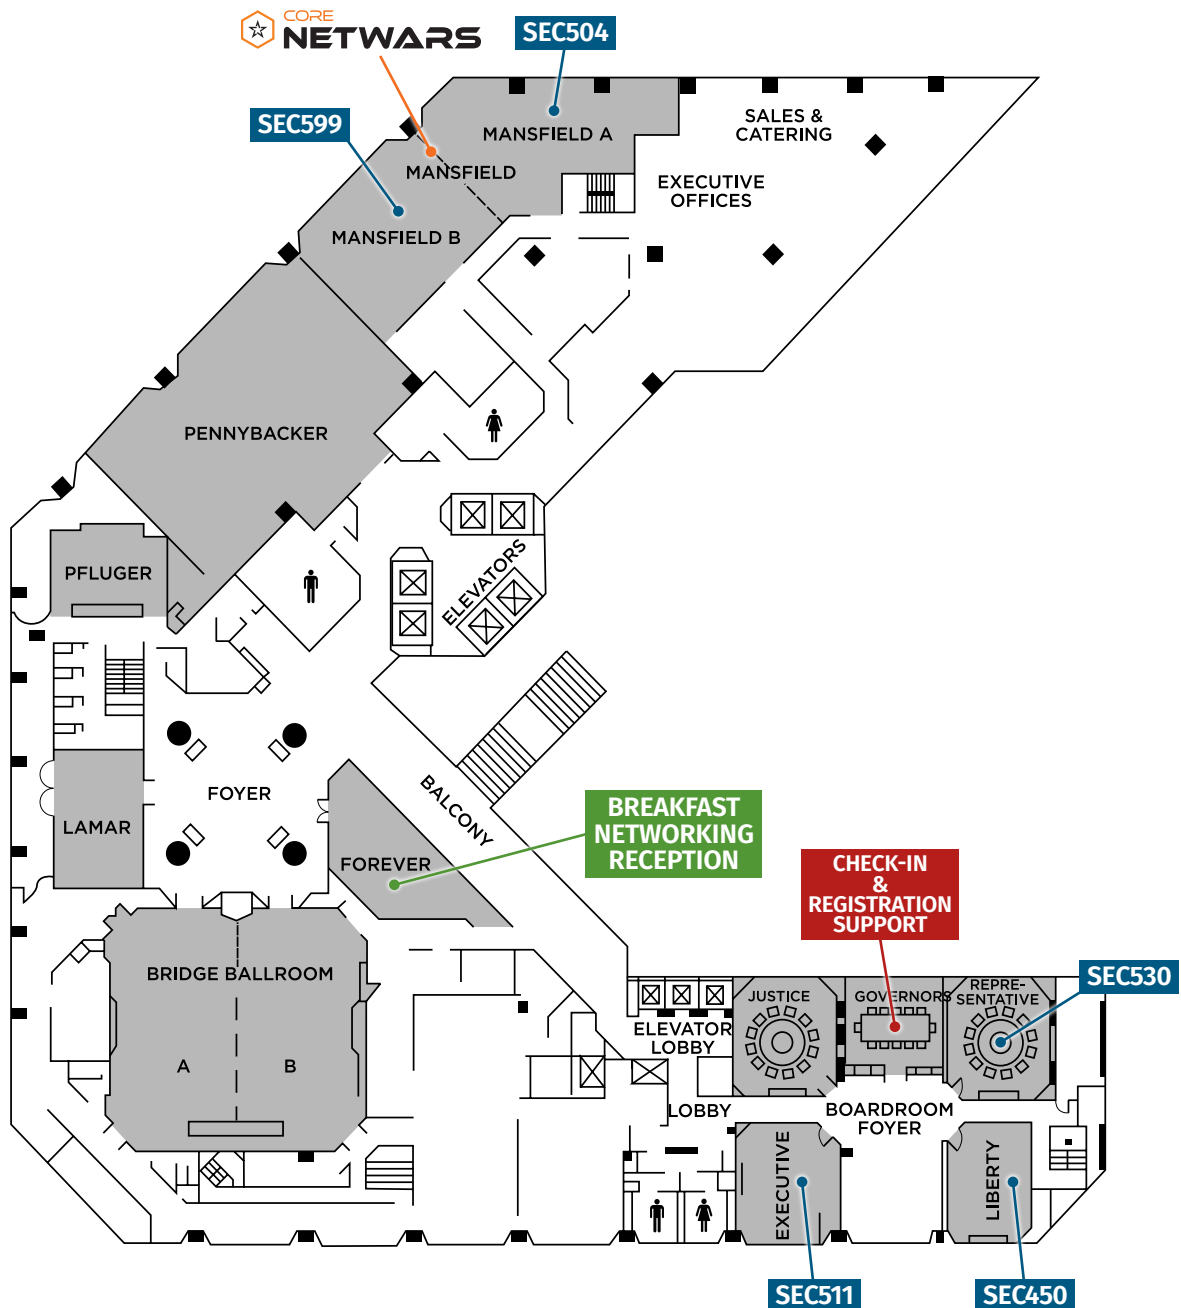 CORE
NETWARS
SEC504
SEC599
MANSFIELD A
SALES &
CATERING
MANSFIELD
EXECUTIVE
OFFICES
MANSFIELD B
PENNYBACKER
PFLUGER
ELEVATORS
FOYER
BALCONY
LAMAR
FOREVER
BREAKFAST
NETWORKING
RECEPTION
CHECK-IN
&
REGISTRATION
SUPPORT
BRIDGE BALLROOM
A
B
SEC530
JUSTICE
GOVERNORS
REPRE-
SENTATIVE
ELEVATOR
LOBBY
LOBBY
BOARDROOM
FOYER
EXECUTIVE
LIBERTY
SEC511
SEC450